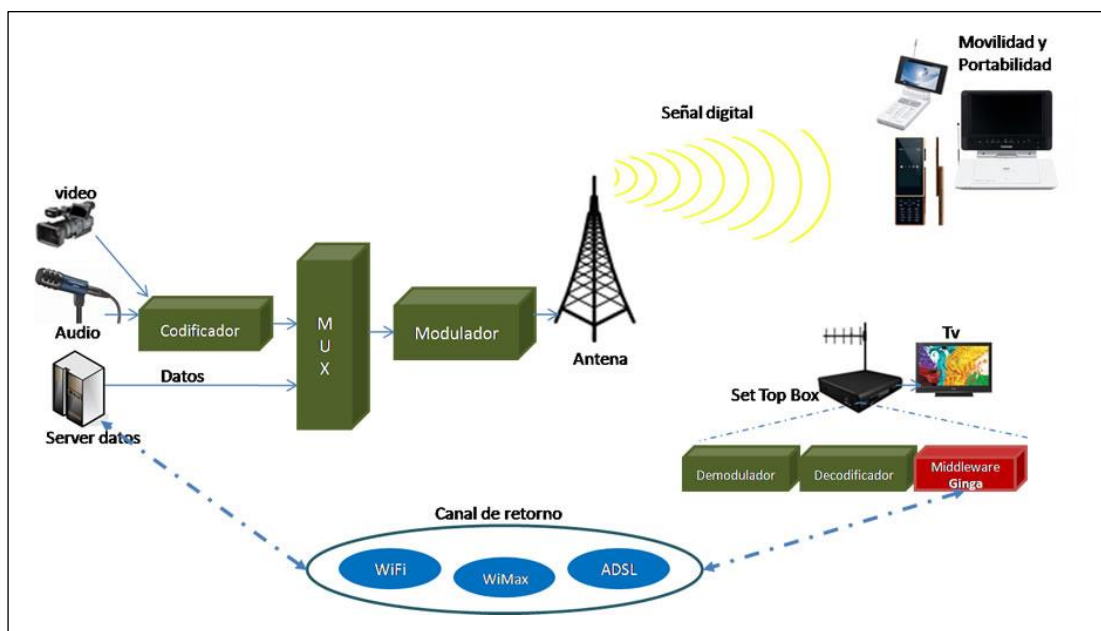 Movilidad y
Portabilidad
Señal digital
video
Audio
Codificador
MUX
Modulador
Antena
Datos
Server datos
Tv
Set Top Box
Demodulador
Decodificador
Middleware
Ginga
Canal de retorno
WiFi
WiMax
ADSL